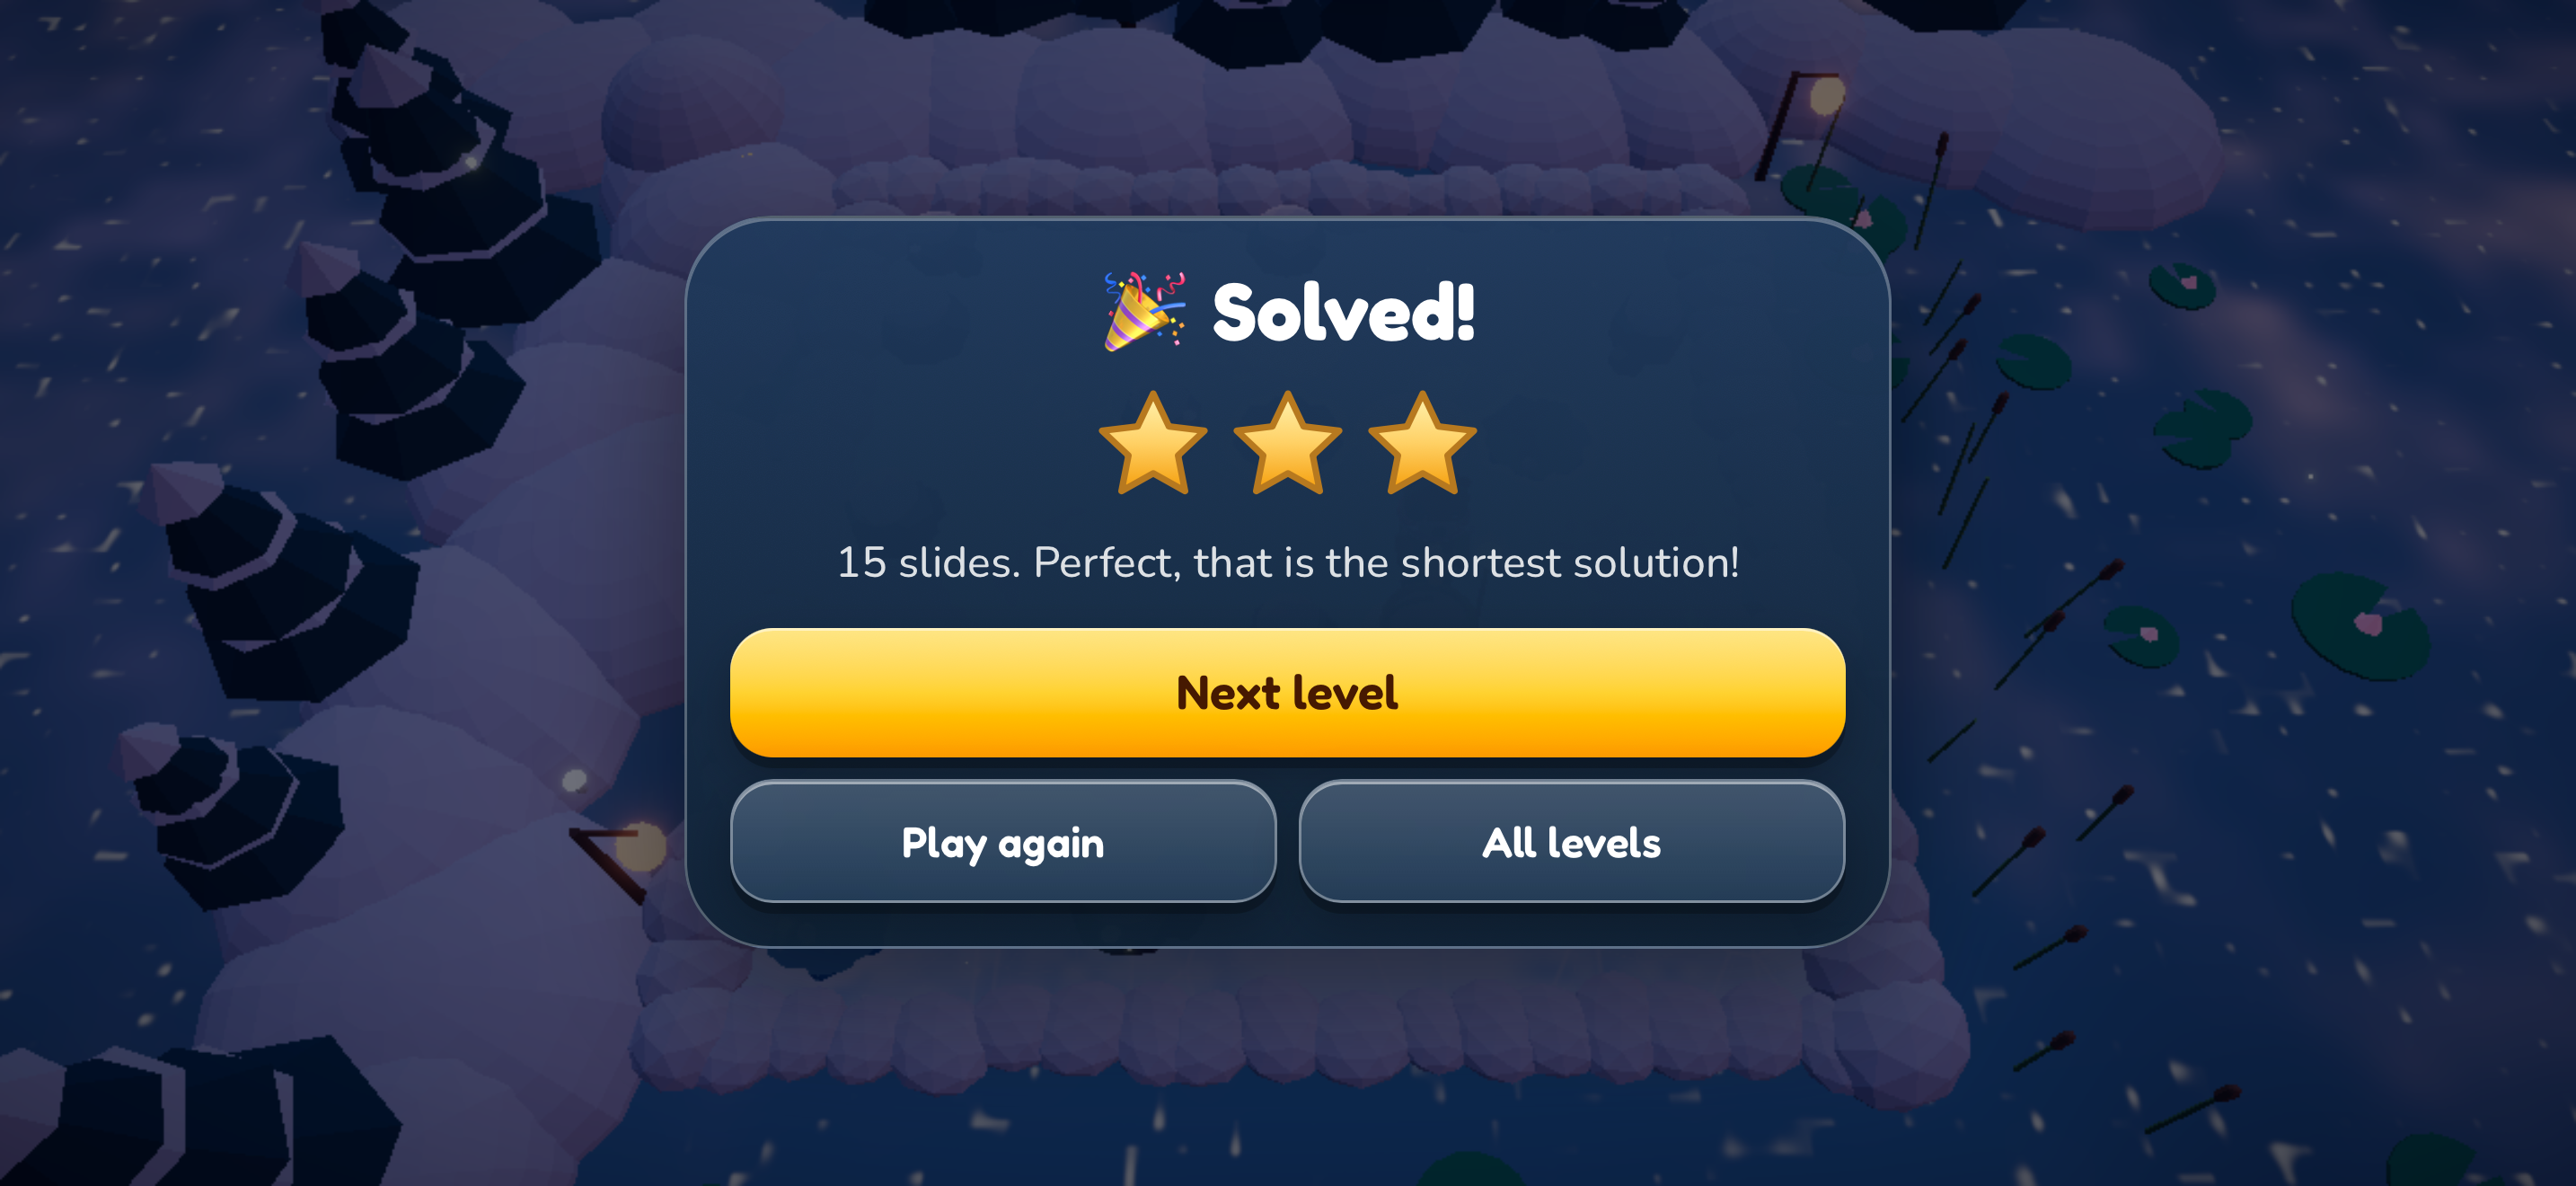 🎉 Solved!
15 slides. Perfect, that is the shortest solution!
Next level
Play again
All levels